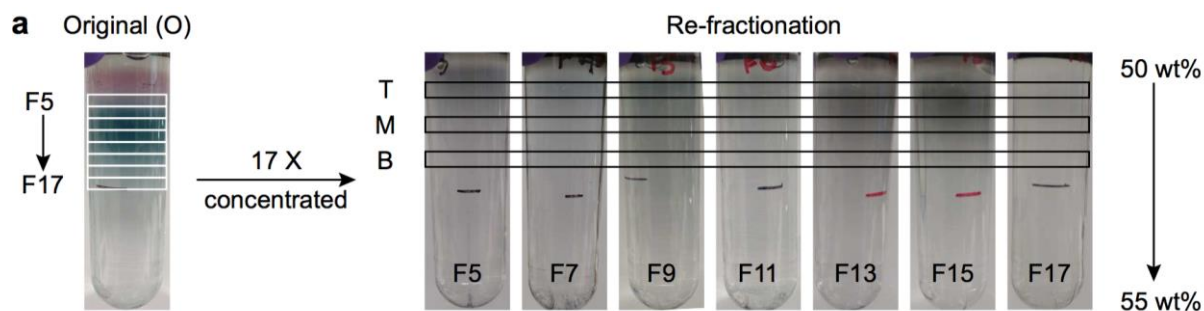 a Original (O) Re-fractionation
F5
F17
17 X
concentrated
T
M
B
50 wt%
55 wt%
F5 F7 F9 F11 F13 F15 F17